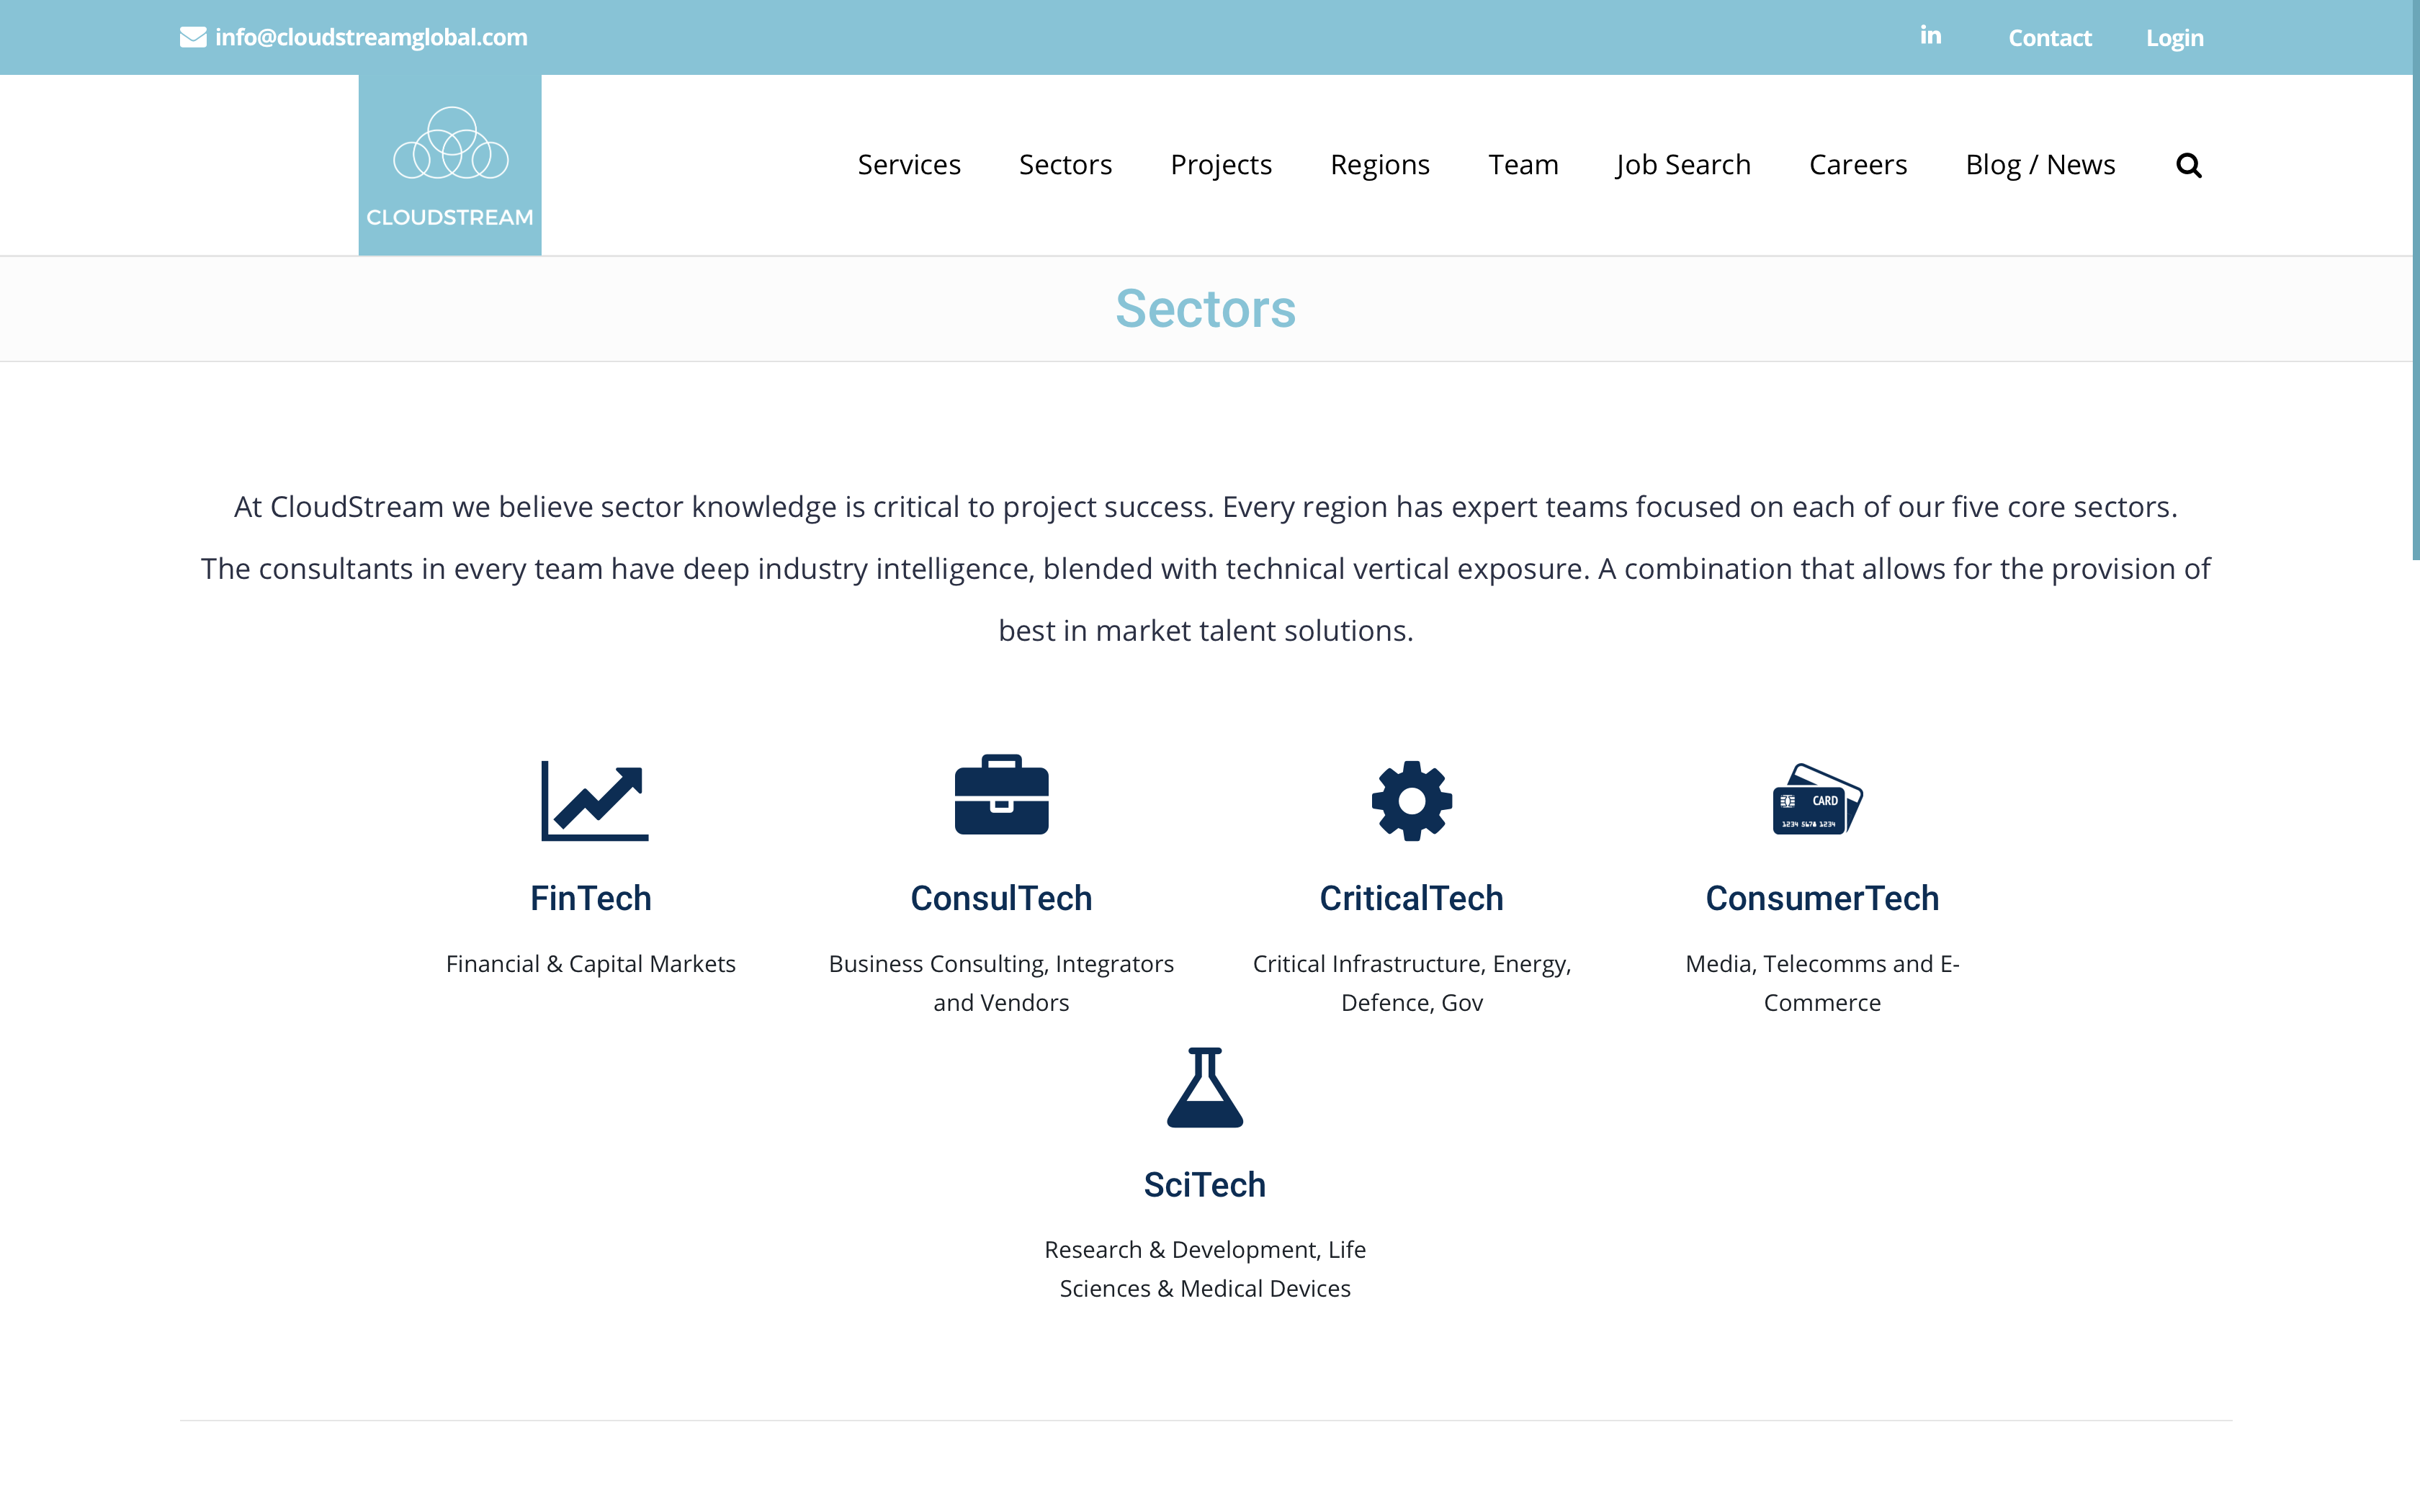 info@cloudstreamglobal.com
in
Contact
Login
CLOUDSTREAM
Services
Sectors
Projects
Regions
Team
Job Search
Careers
Blog / News
Sectors
At CloudStream we believe sector knowledge is critical to project success. Every region has expert teams focused on each of our five core sectors.
The consultants in every team have deep industry intelligence, blended with technical vertical exposure. A combination that allows for the provision of
best in market talent solutions.
CARD
1234 5678 1234
FinTech
Financial & Capital Markets
ConsulTech
Business Consulting, Integrators
and Vendors
CriticalTech
Critical Infrastructure, Energy,
Defence, Gov
ConsumerTech
Media, Telecomms and E-
Commerce
SciTech
Research & Development, Life
Sciences & Medical Devices